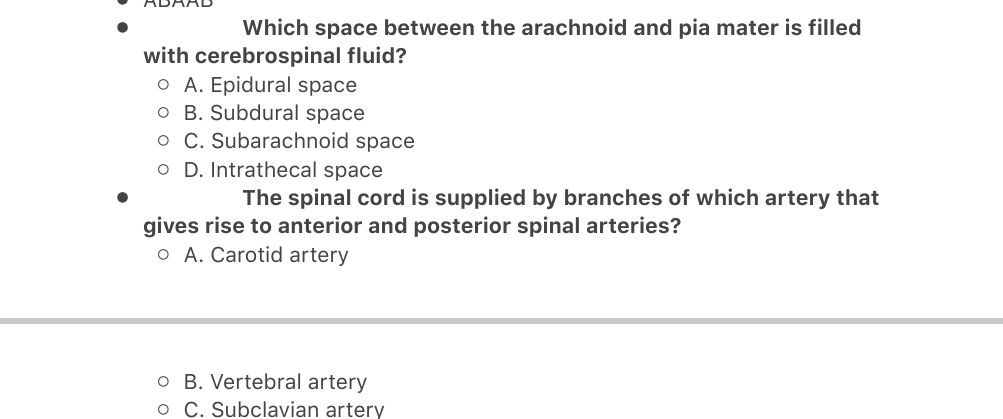 ABAAB
Which space between the arachnoid and pia mater is filled
with cerebrospinal fluid?
A. Epidural space
B. Subdural space
C. Subarachnoid space
D. Intrathecal space
The spinal cord is supplied by branches of which artery that
gives rise to anterior and posterior spinal arteries?
A. Carotid artery
B. Vertebral artery
C. Subclavian artery